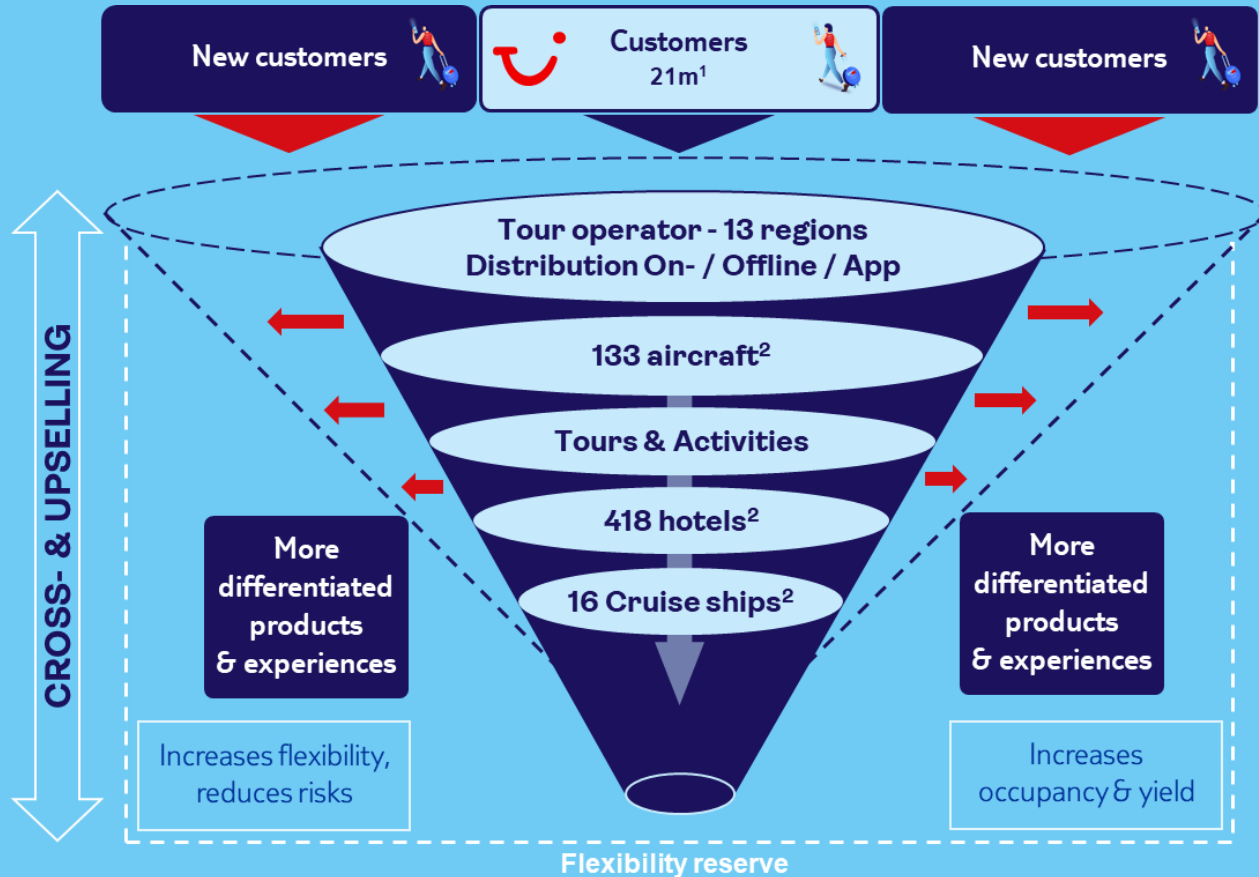 New customers
Customers
21m¹
New customers
Tour operator - 13 regions
Distribution On- / Offline / App
133 aircraft²
Tours & Activities
418 hotels²
16 Cruise ships²
CROSS- & UPSELLING
More
differentiated
products
& experiences
More
differentiated
products
& experiences
Increases flexibility,
reduces risks
Increases
occupancy & yield
Flexibility reserve